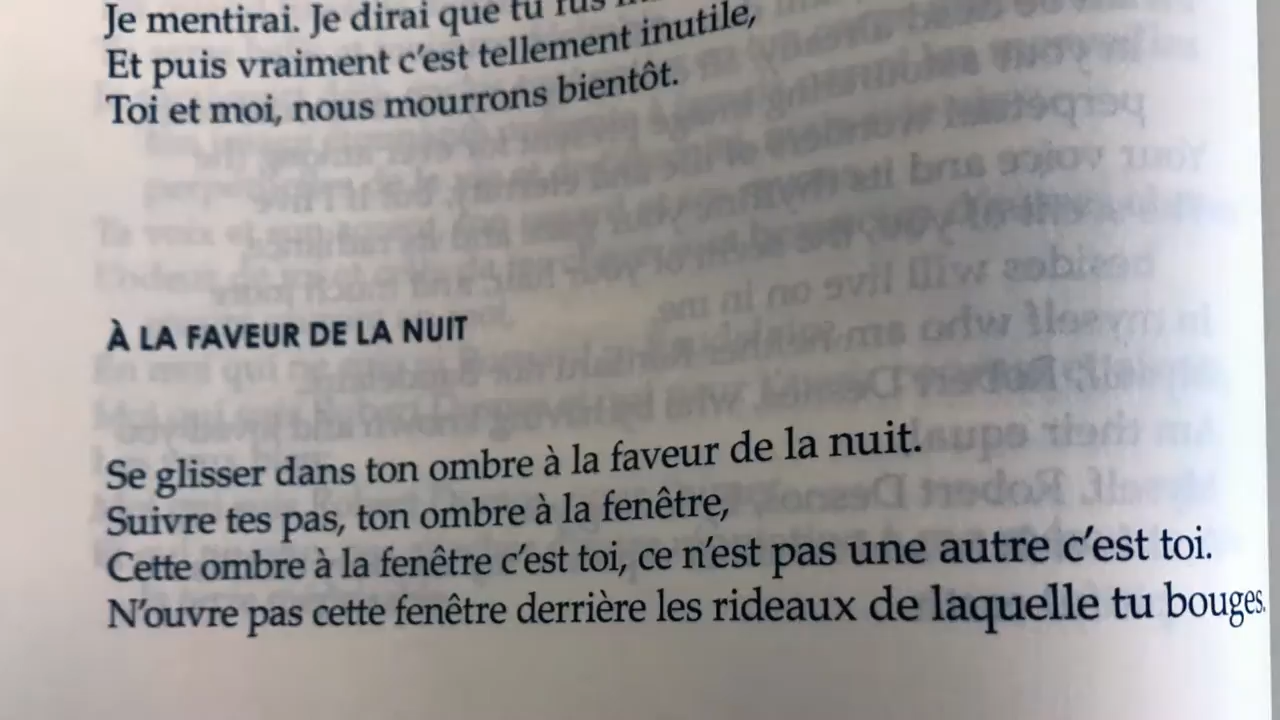 Je mentirai. Je dirai que tu fus
Et puis vraiment c'est tellement inutile,
Toi et moi, nous mourrons bientôt.
À LA FAVEUR DE LA NUIT
Se glisser dans ton ombre à la faveur de la nuit.
Suivre tes pas, ton ombre à la fenêtre,
Cette ombre à la fenêtre c'est toi, ce n'est pas une autre c'est toi.
N'ouvre pas cette fenêtre derrière les rideaux de laquelle tu bouges.